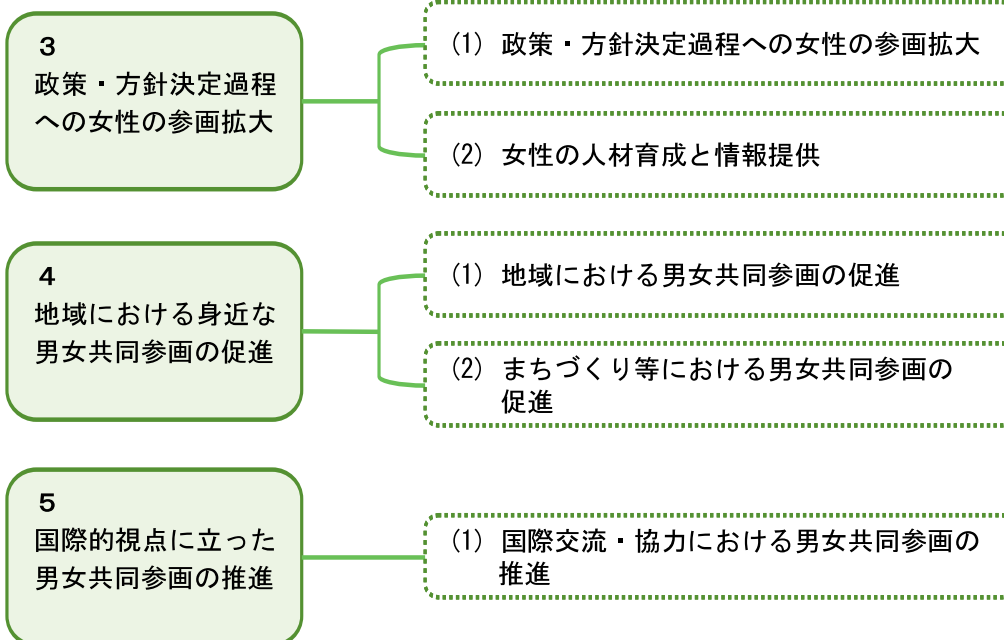 3
政策・方針決定過程
への女性の参画拡大
(1) 政策・方針決定過程への女性の参画拡大
(2) 女性の人材育成と情報提供
4
地域における身近な
男女共同参画の促進
(1) 地域における男女共同参画の促進
(2) まちづくり等における男女共同参画の
促進
5
国際的視点に立った
男女共同参画の推進
(1) 国際交流・協力における男女共同参画の
推進